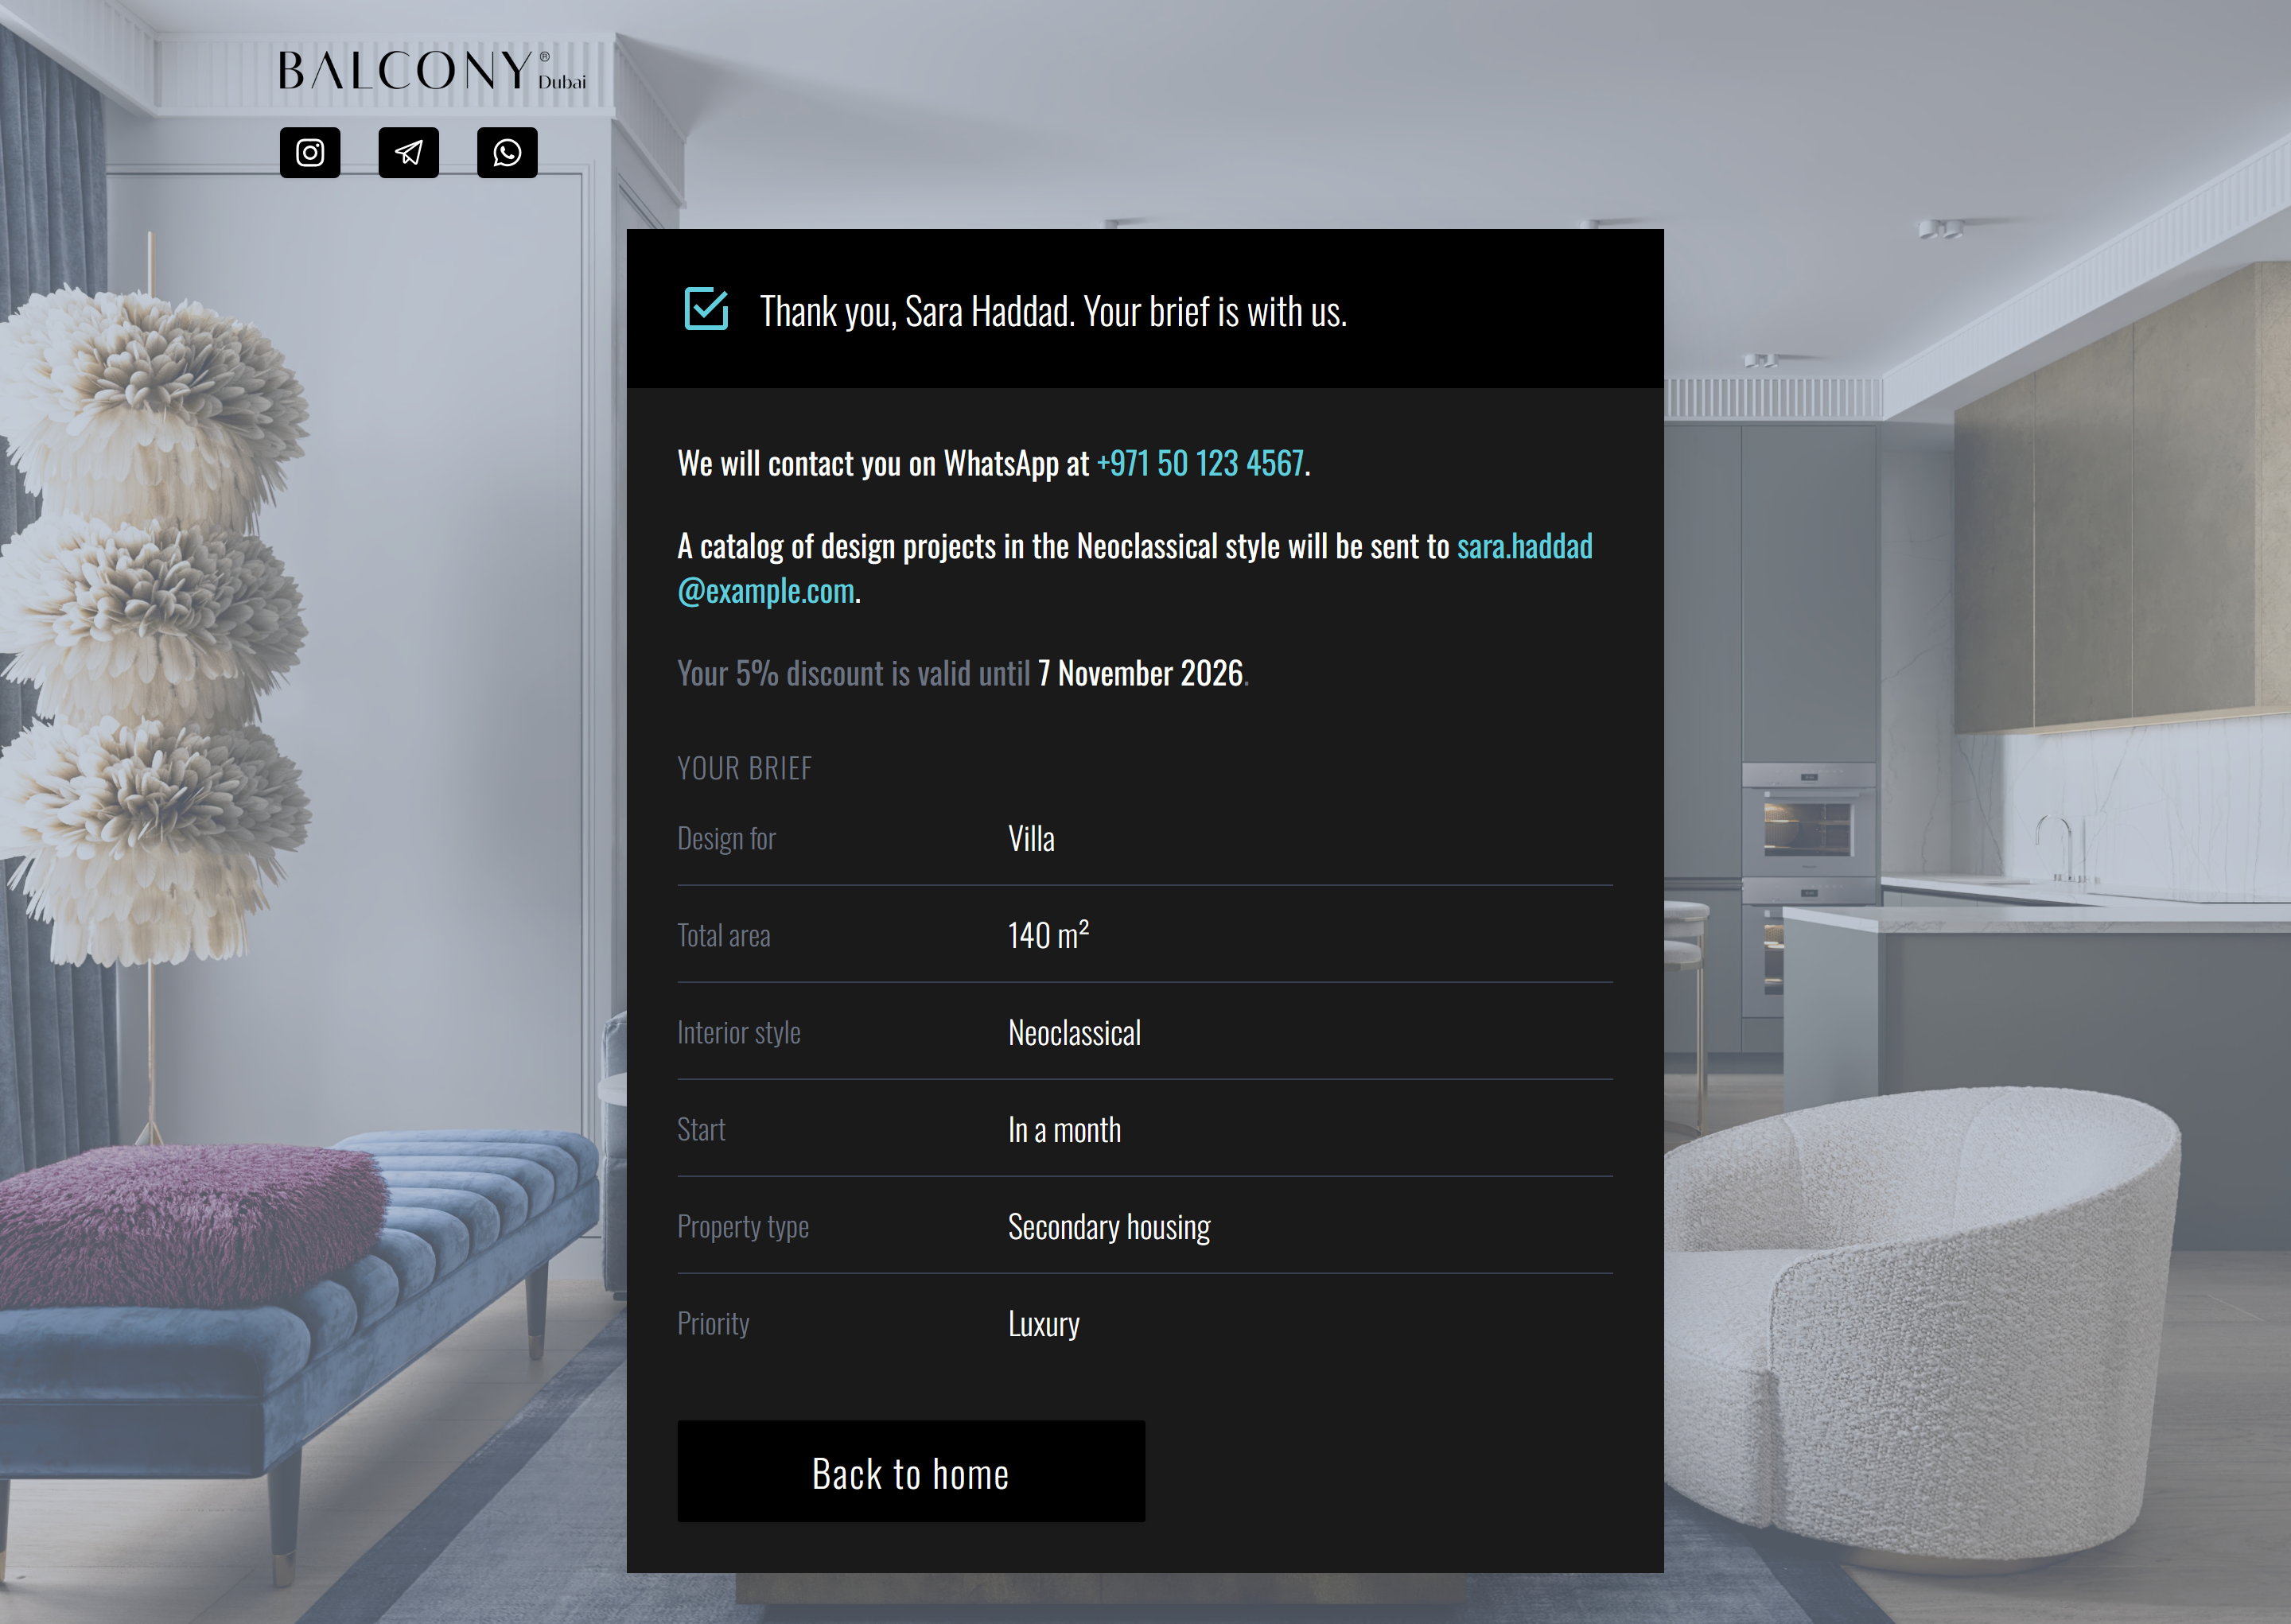 BALCONY® Dubai
Thank you, Sara Haddad. Your brief is with us.
We will contact you on WhatsApp at +971 50 123 4567.
A catalog of design projects in the Neoclassical style will be sent to sara.haddad
@example.com.
Your 5% discount is valid until 7 November 2026.
YOUR BRIEF
Design for Villa
Total area 140 m²
Interior style Neoclassical
Start In a month
Property type Secondary housing
Priority Luxury
Back to home